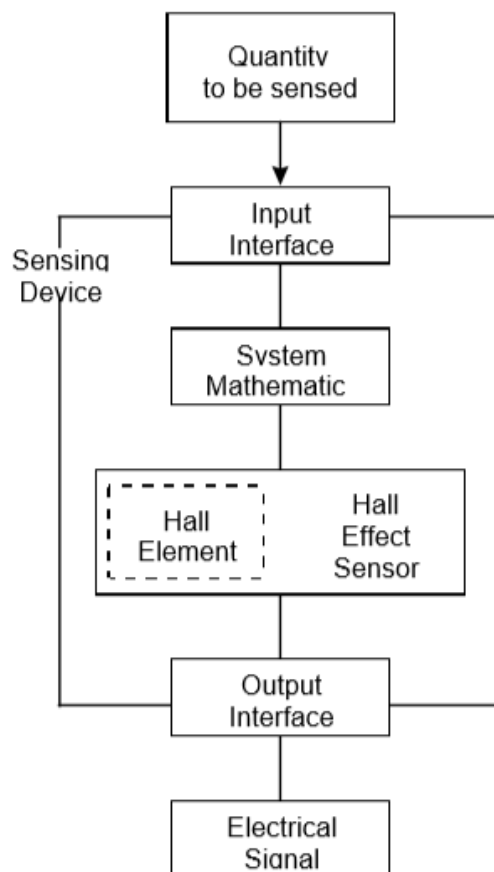 Quantity
to be sensed
Input
Interface
Sensing
Device
System
Mathematic
Hall
Element
Hall
Effect
Sensor
Output
Interface
Electrical
Signal